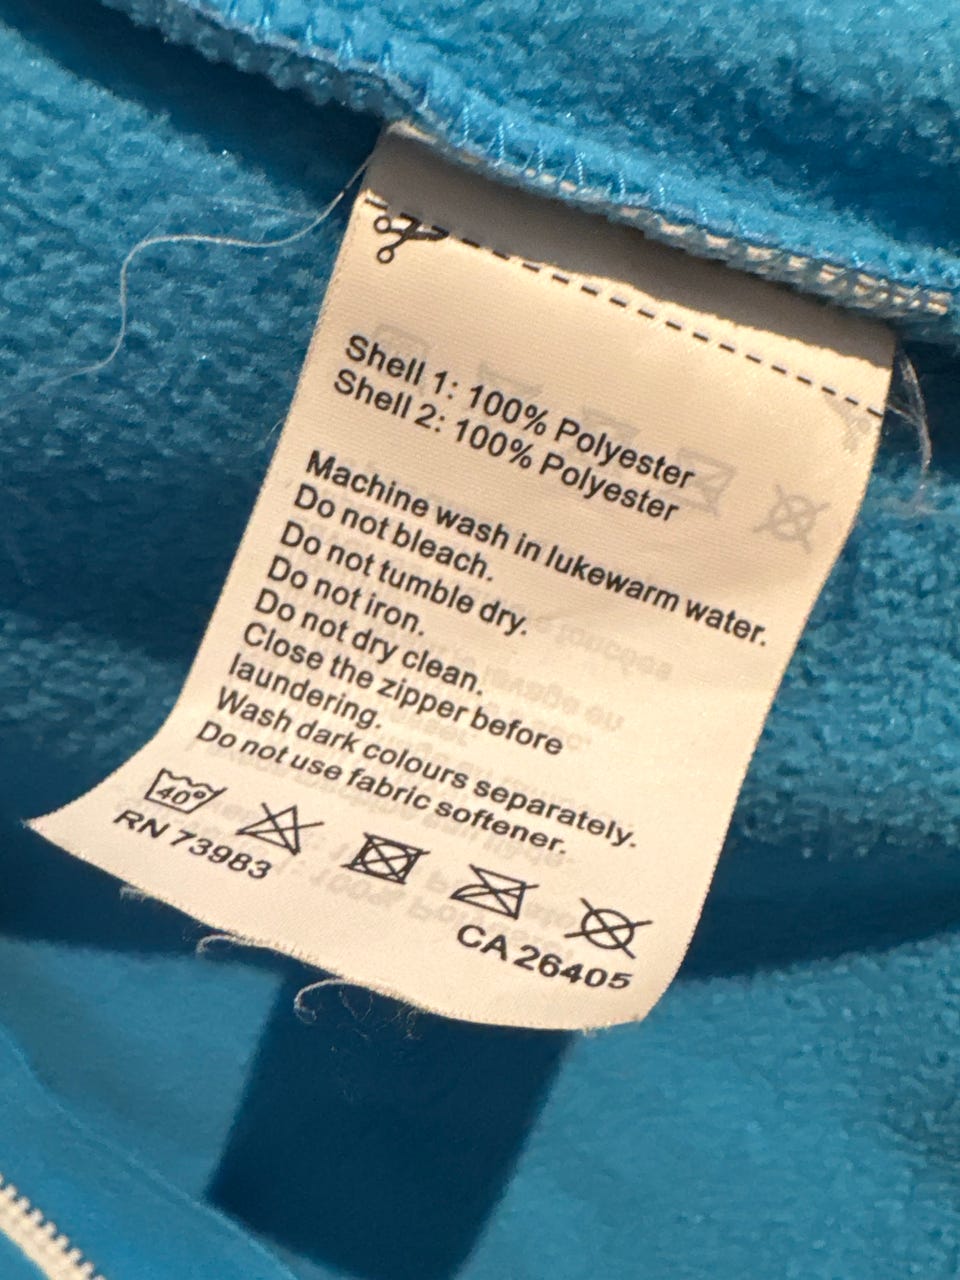 Shell 1: 100% Polyester
Shell 2: 100% Polyester
Machine wash in lukewarm water.
Do not bleach.
Do not tumble dry.
Do not iron.
Do not dry clean.
Close the zipper before
laundering.
Wash dark colours separately.
Do not use fabric softener.
40°
RN 73983
CA 26405